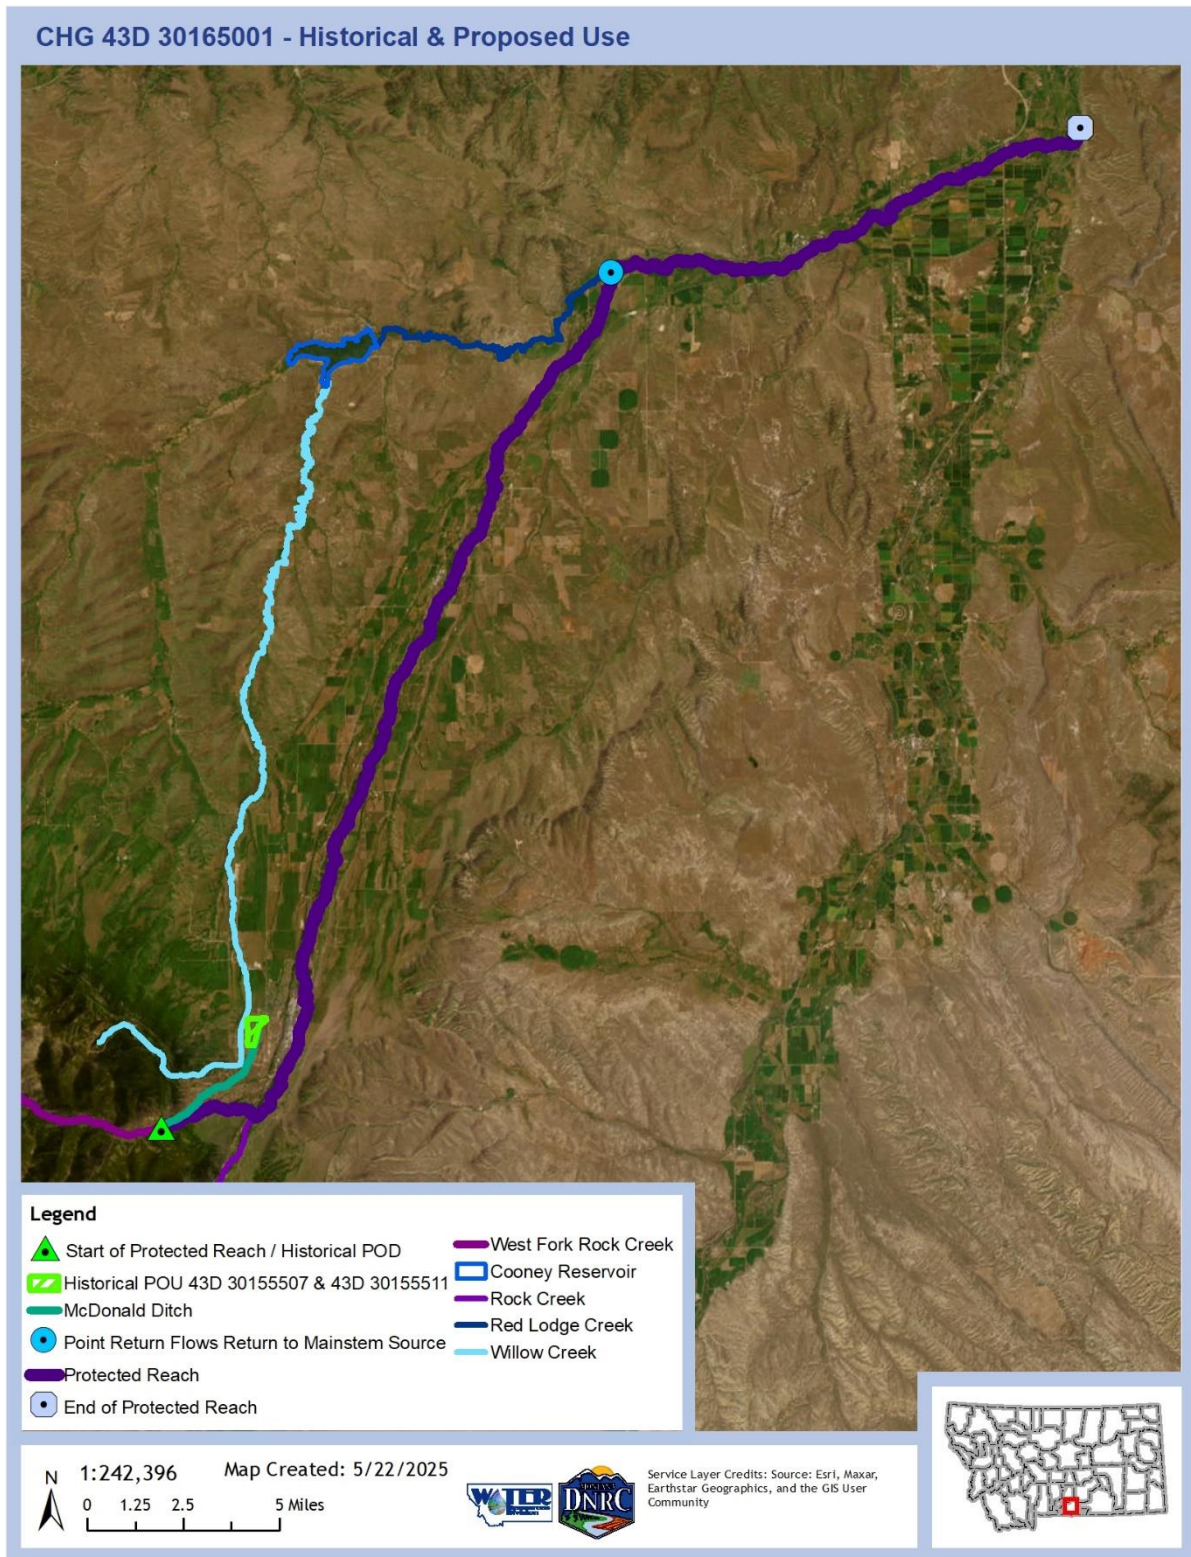 CHG 43D 30165001 - Historical & Proposed Use
Legend
Start of Protected Reach / Historical POD
Historical POU 43D 30155507 & 43D 30155511
McDonald Ditch
Point Return Flows Return to Mainstem Source
Protected Reach
End of Protected Reach
West Fork Rock Creek
Cooney Reservoir
Rock Creek
Red Lodge Creek
Willow Creek
N
1:242,396
Map Created: 5/22/2025
0 1.25 2.5 5 Miles
WATER
MONTANA
DNRC
Service Layer Credits: Source: Esri, Maxar,
Earthstar Geographics, and the GIS User
Community